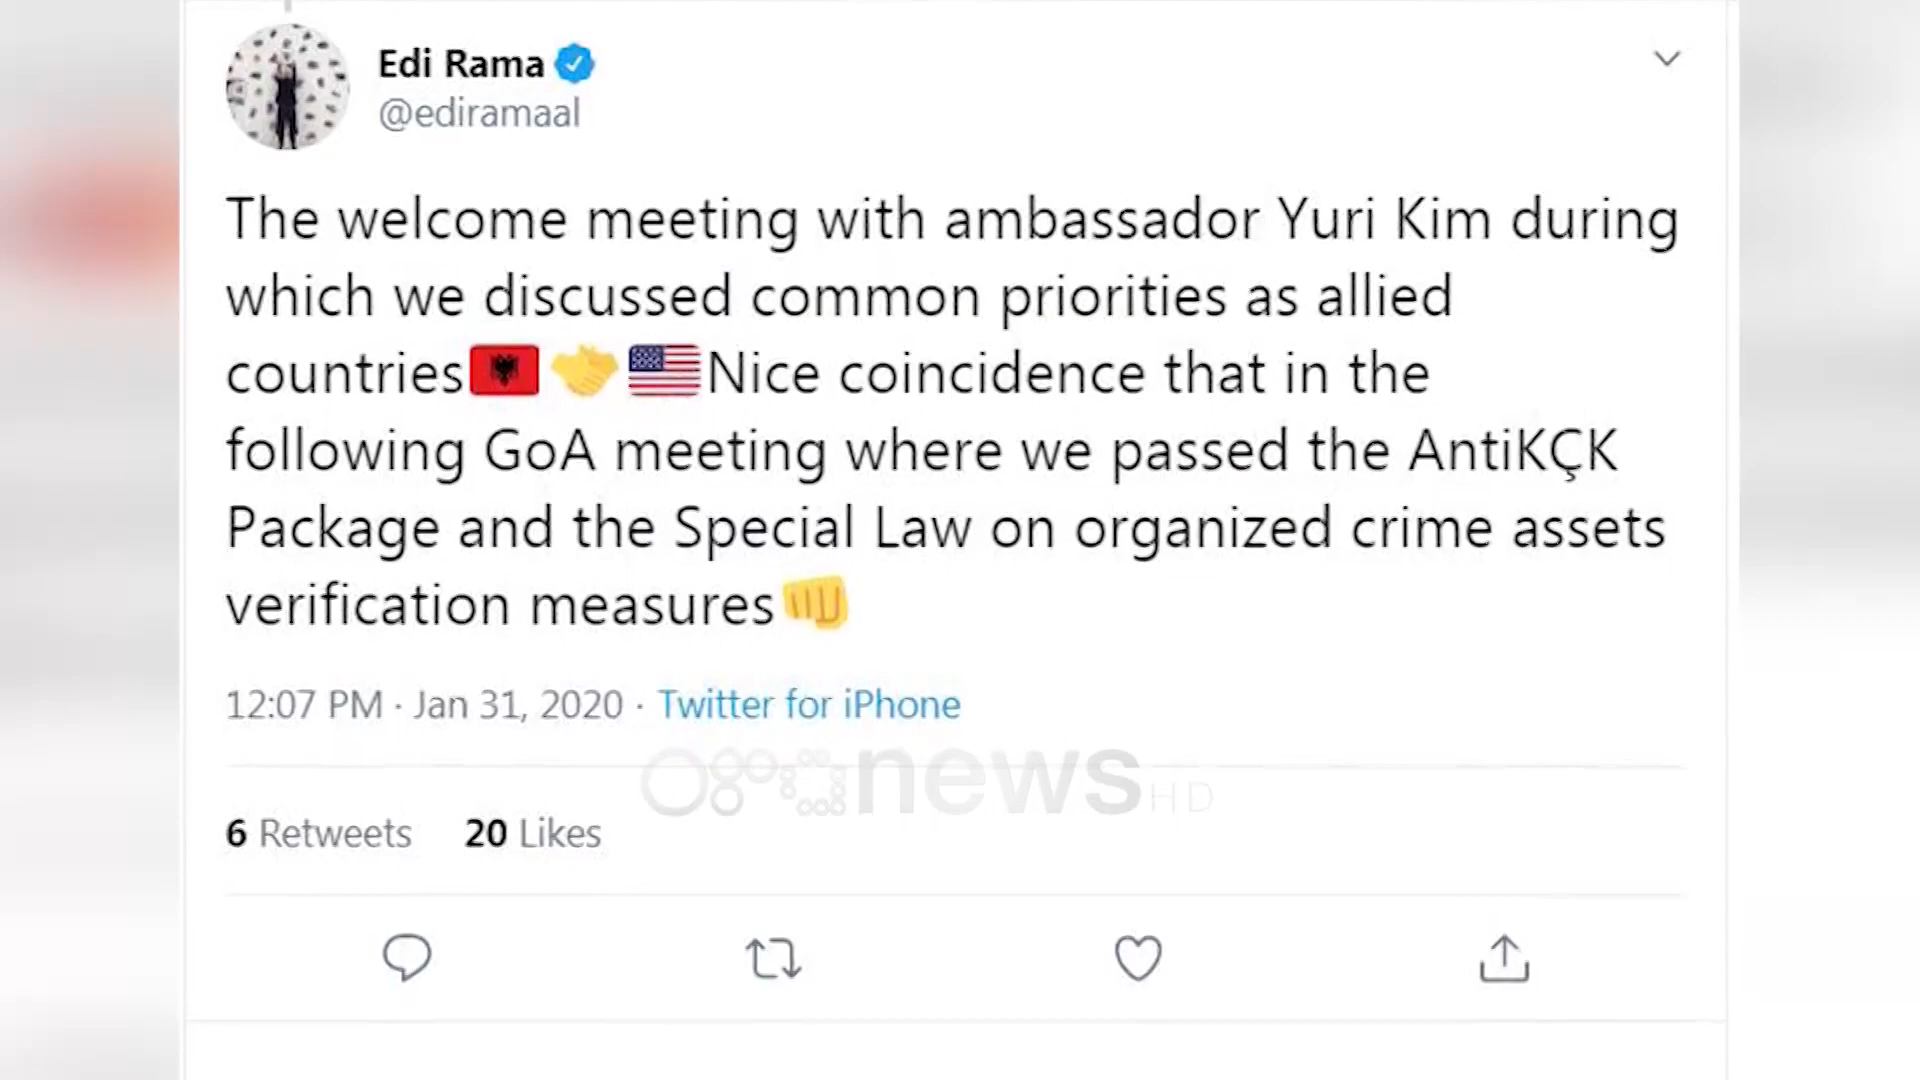 Edi Rama
@ediramaal
The welcome meeting with ambassador Yuri Kim during
which we discussed common priorities as allied
countries🇦🇱🤝🇺🇸Nice coincidence that in the
following GoA meeting where we passed the AntiKÇK
Package and the Special Law on organized crime assets
verification measures👊
12:07 PM · Jan 31, 2020 · Twitter for iPhone
news HD
6 Retweets 20 Likes